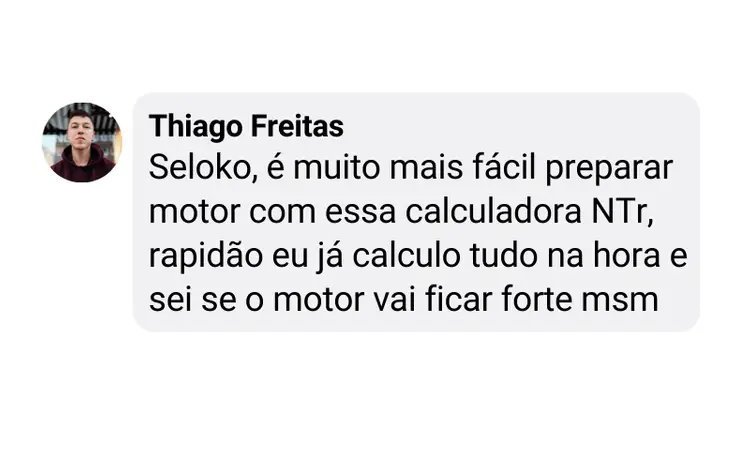 Thiago Freitas
Seloko, é muito mais fácil preparar
motor com essa calculadora NTr,
rapidão eu já calculo tudo na hora e
sei se o motor vai ficar forte msm